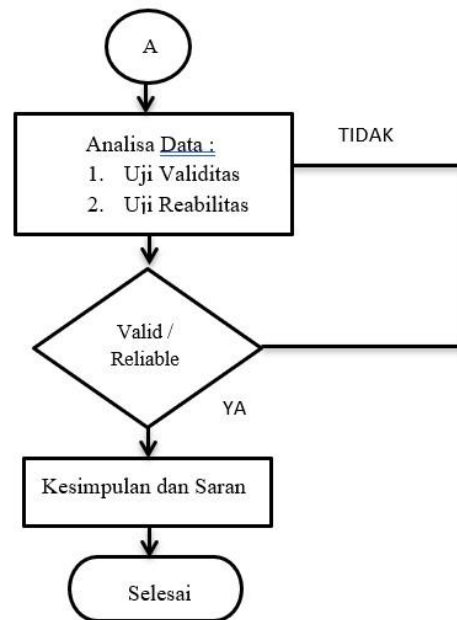 A
Analisa Data :
TIDAK
1. Uji Validitas
2. Uji Reabilitas
Valid /
Reliable
YA
Kesimpulan dan Saran
Selesai